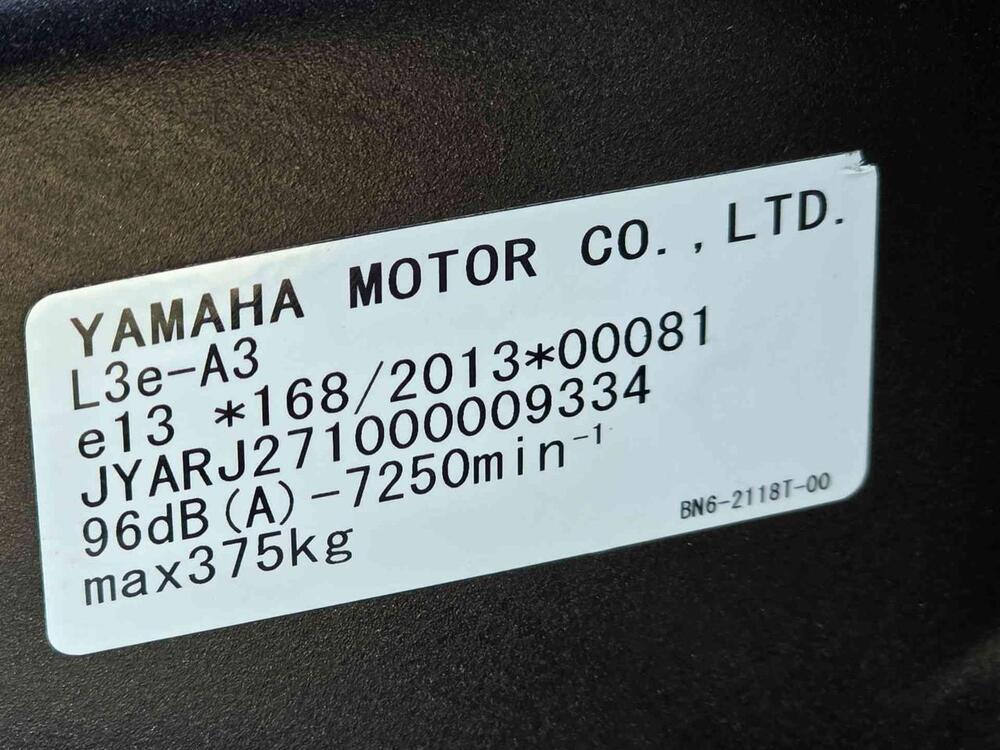 YAMAHA MOTOR CO., LTD.
L3e-A3
e13 *168/2013*00081
JYARJ271000009334
96dB(A)-7250min⁻¹
max375kg
BN6-2118T-00